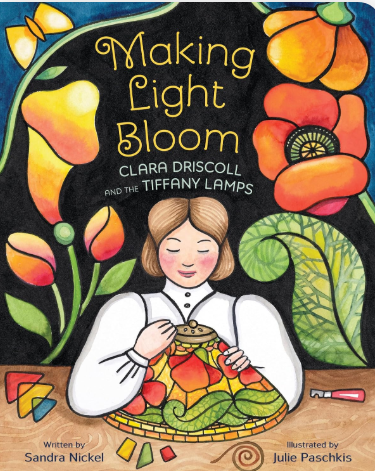 Making
Light
Bloom
CLARA DRISCOLL
AND THE TIFFANY LAMPS
Written by
Sandra Nickel
Illustrated by
Julie Paschkis